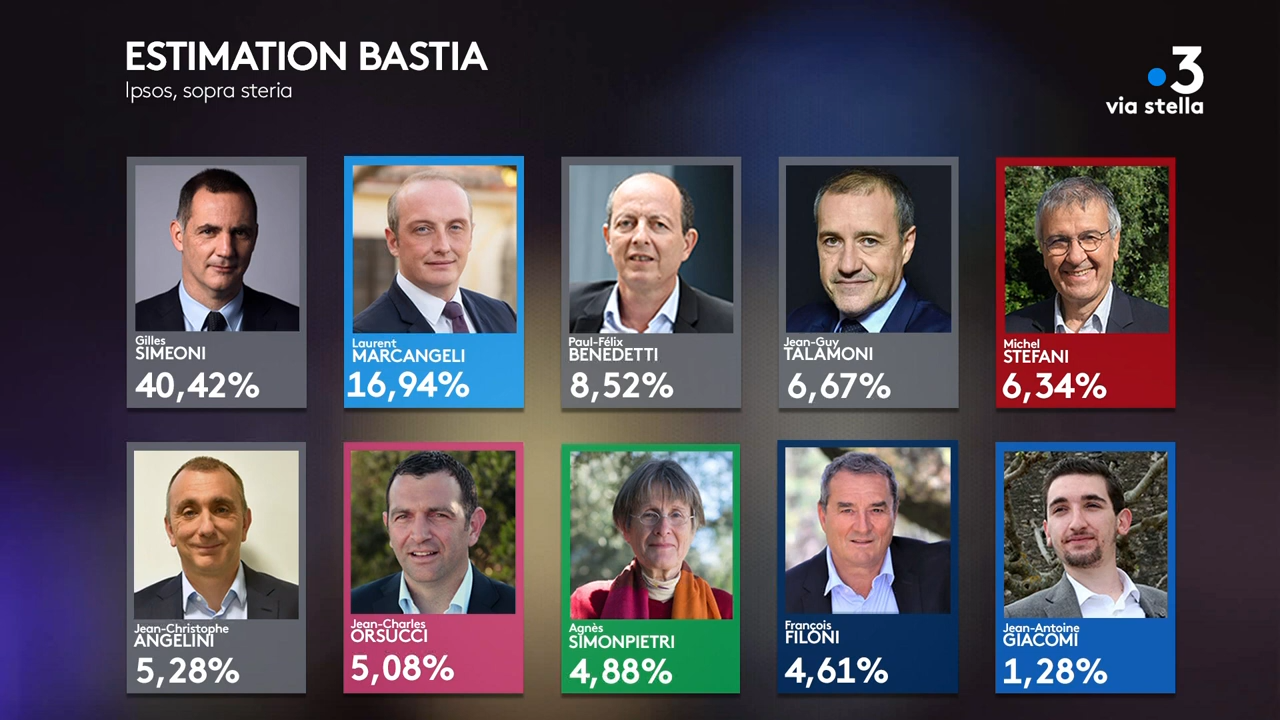 ESTIMATION BASTIA
Ipsos, sopra steria
3
via stella
Gilles
SIMEONI
40,42%
Laurent
MARCANGELI
16,94%
Paul-Félix
BENEDETTI
8,52%
Jean-Guy
TALAMONI
6,67%
Michel
STEFANI
6,34%
Jean-Christophe
ANGELINI
5,28%
Jean-Charles
ORSUCCI
5,08%
Agnès
SIMONPIETRI
4,88%
François
FILONI
4,61%
Jean-Antoine
GIACOMI
1,28%